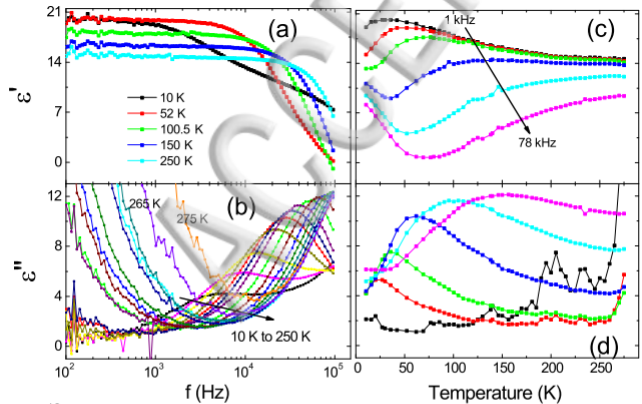 21
14
7
0
ε'
(a)
10 K
52 K
100.5 K
150 K
250 K
(c)
1 kHz
78 kHz
12
8
4
0
ε"
265 K
275 K
(b)
10 K to 250 K
(d)
10² 10³ 10⁴ 10⁵
f (Hz)
0 50 100 150 200 250
Temperature (K)